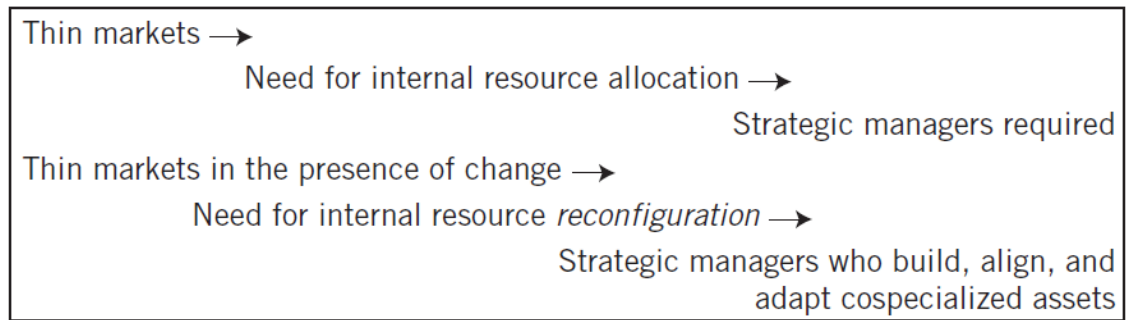 Thin markets →
Need for internal resource allocation →
Strategic managers required
Thin markets in the presence of change →
Need for internal resource reconfiguration →
Strategic managers who build, align, and
adapt cospecialized assets